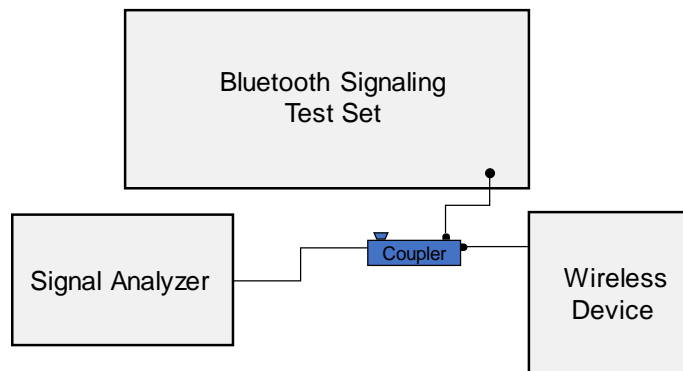 Bluetooth Signaling
Test Set
Signal Analyzer
Coupler
Wireless
Device